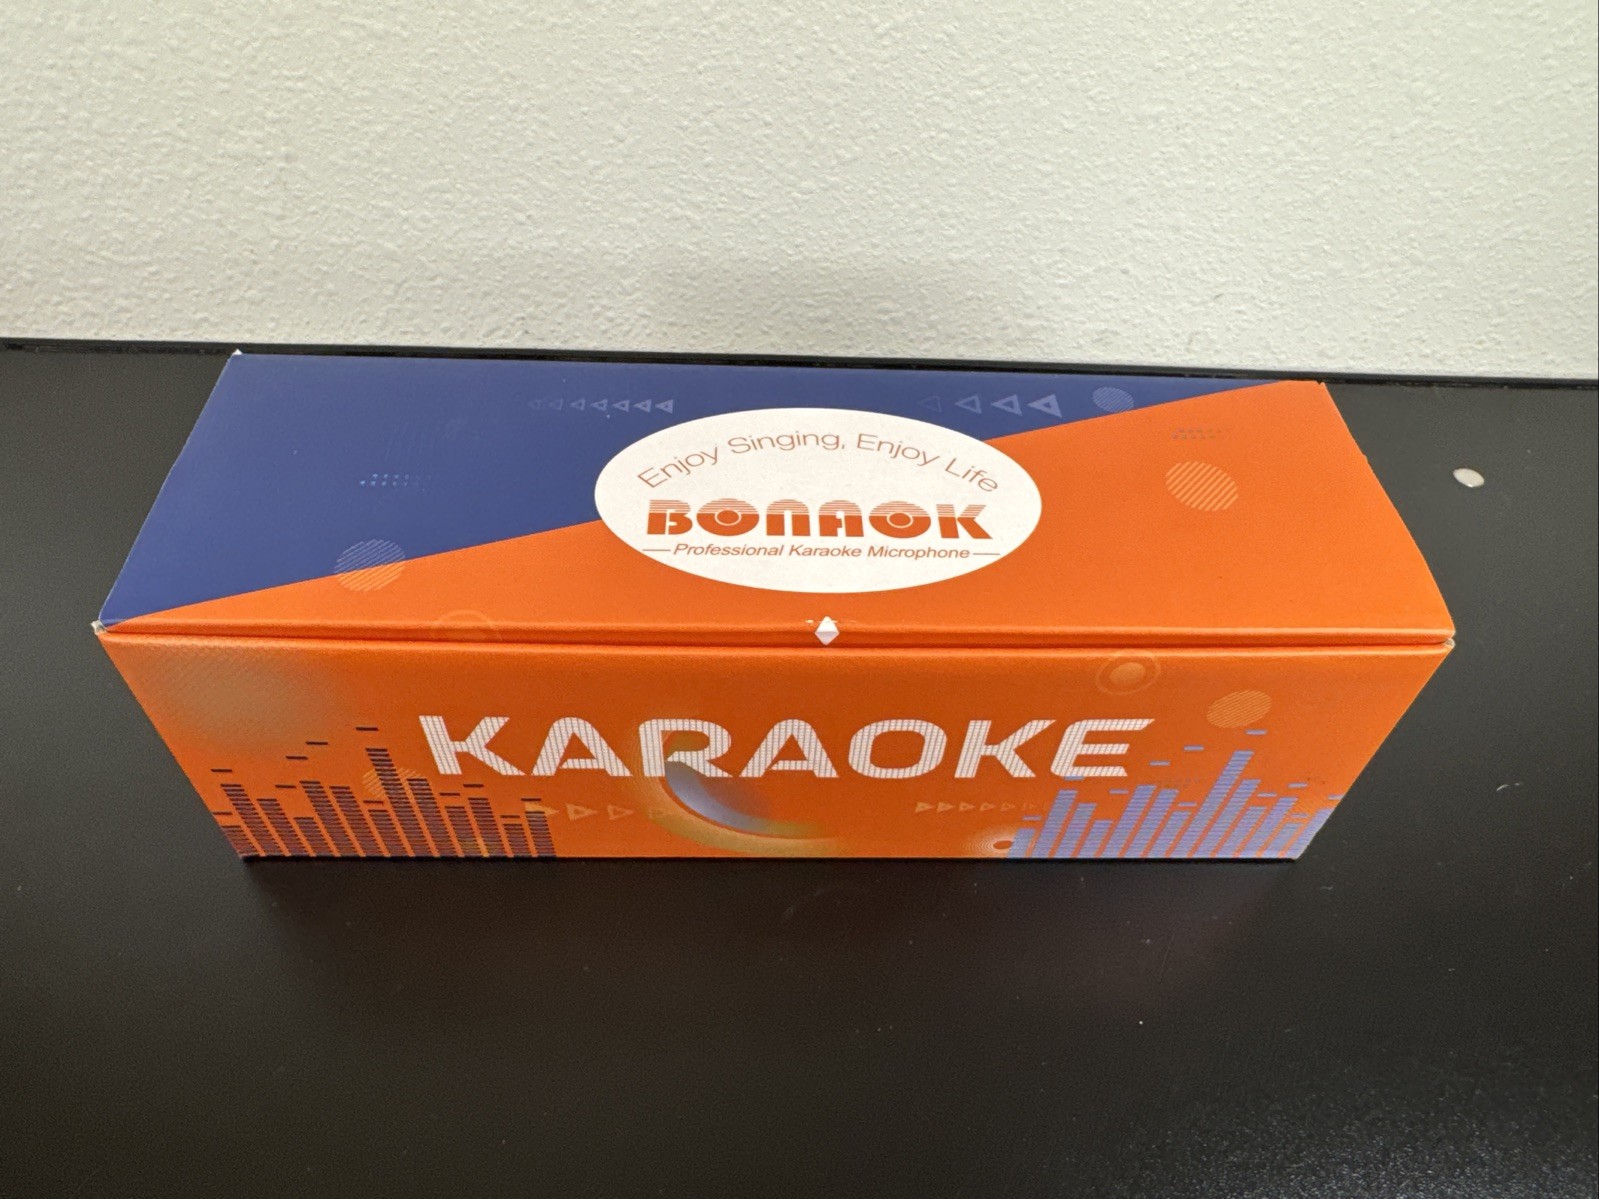 Enjoy Singing, Enjoy Life
BONAOK
Professional Karaoke Microphone
KARAOKE